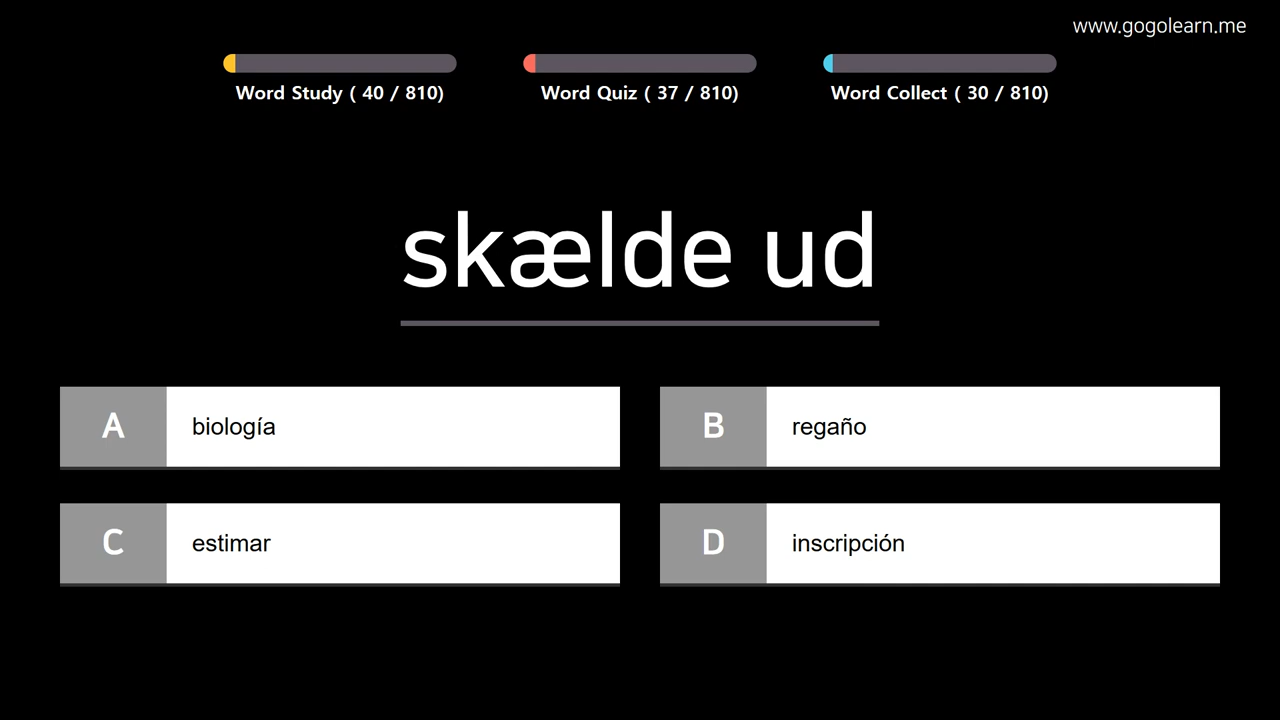 www.gogolearn.me
Word Study ( 40 / 810)
Word Quiz ( 37 / 810)
Word Collect ( 30 / 810)
skælde ud
A
biología
B
regaño
C
estimar
D
inscripción